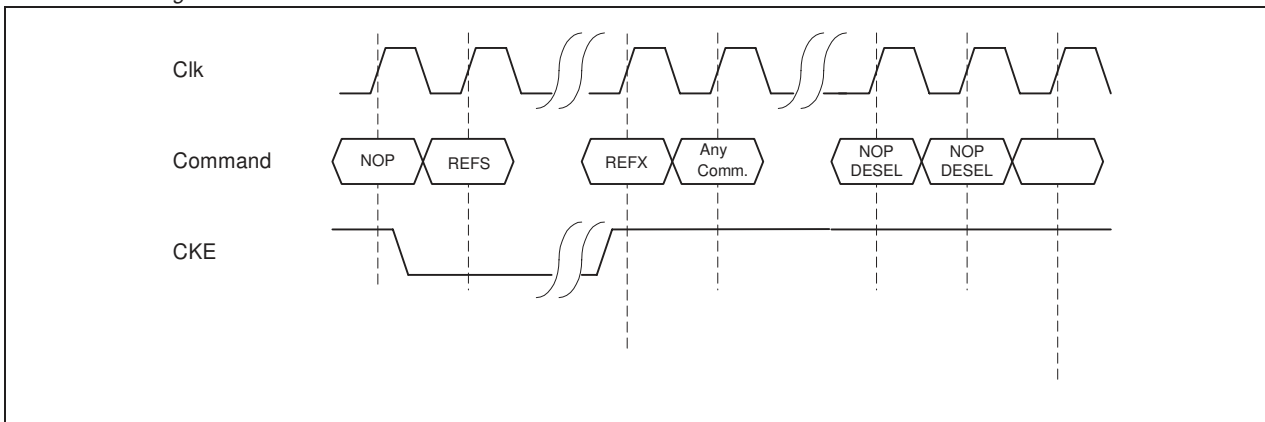 Clk
Command
NOP
REFS
REFX
Any
Comm.
NOP
DESEL
NOP
DESEL
CKE